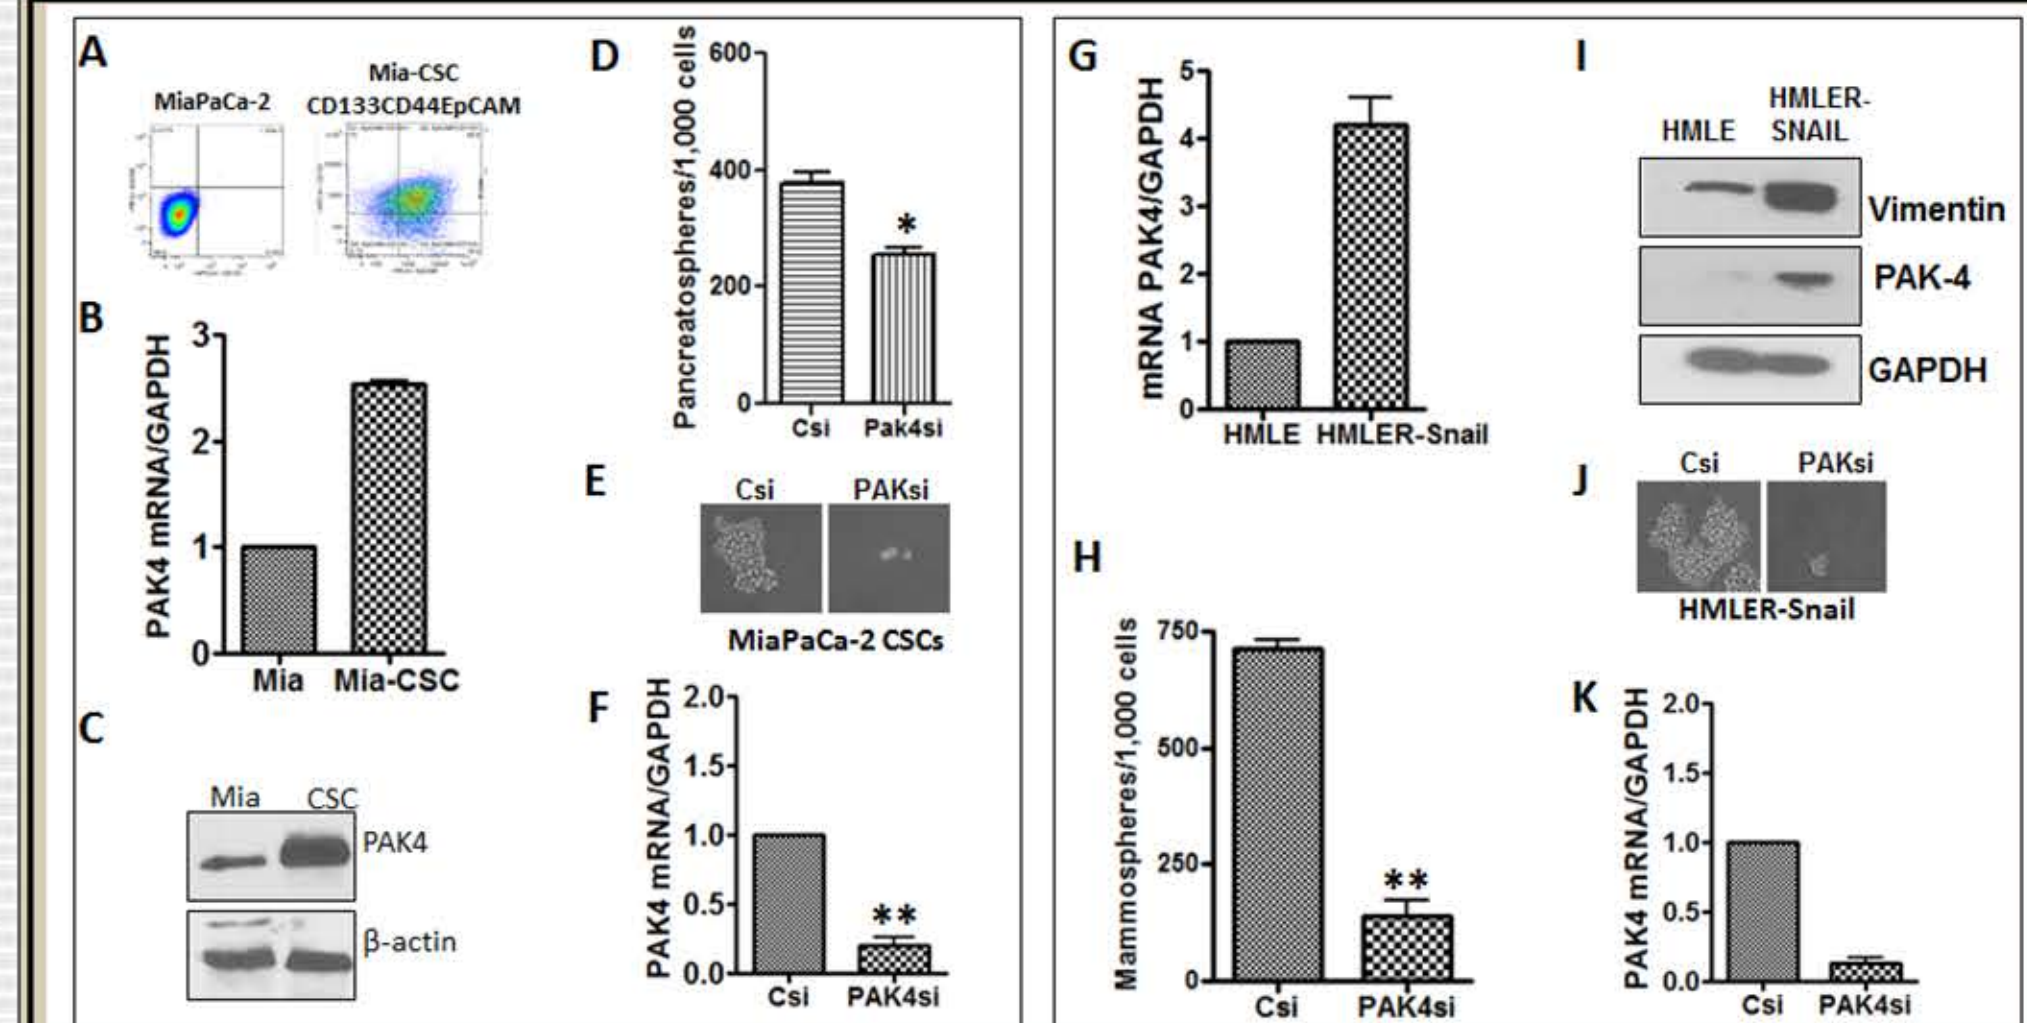 A
MiaPaCa-2
Mia-CSC
CD133CD44EpCAM
B
PAK4 mRNA/GAPDH
3
2
1
0
Mia Mia-CSC
C
Mia CSC
PAK4
β-actin
D
Pancreatospheres/1,000 cells
600
400
200
0
Csi Pak4si
*
E
Csi PAKsi
MiaPaCa-2 CSCs
F
PAK4 mRNA/GAPDH
2.0
1.5
1.0
0.5
0.0
Csi PAK4si
**
G
mRNA PAK4/GAPDH
5
4
3
2
1
0
HMLE HMLER-Snail
H
Mammospheres/1,000 cells
750
500
250
0
Csi PAK4si
**
I
HMLE
HMLER-
SNAIL
Vimentin
PAK-4
GAPDH
J
Csi PAKsi
HMLER-Snail
K
PAK4 mRNA/GAPDH
2.0
1.5
1.0
0.5
0.0
Csi PAK4si